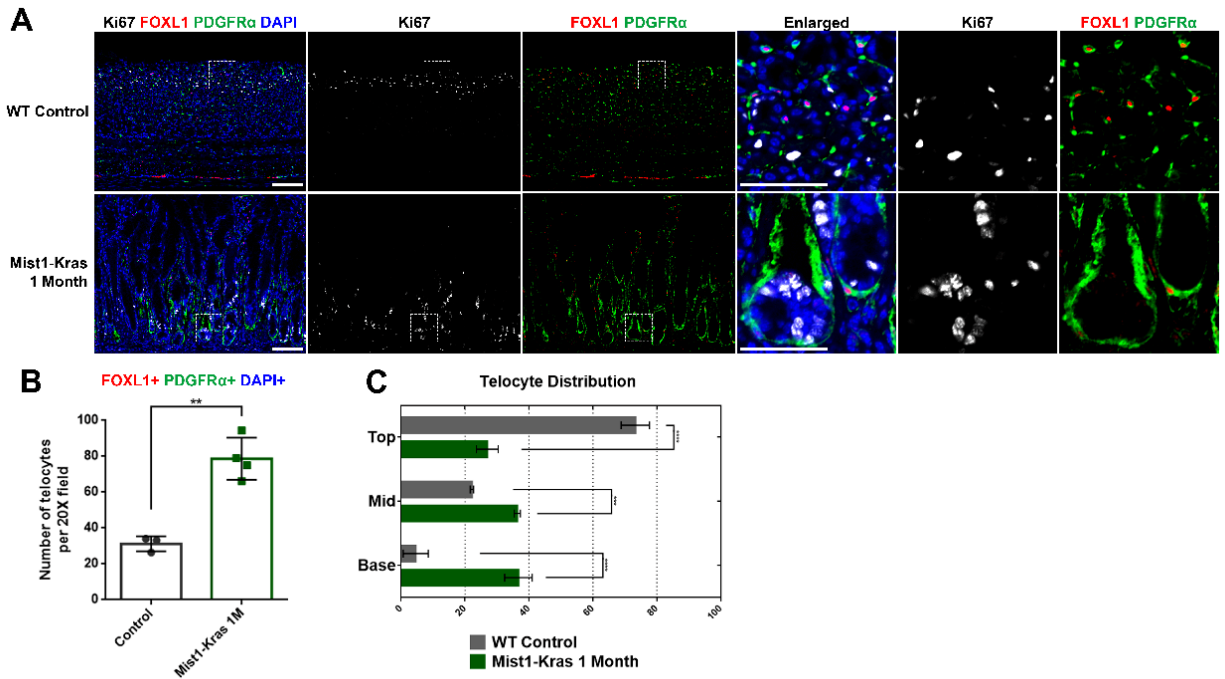 A
Ki67 FOXL1 PDGFRα DAPI
Ki67
FOXL1 PDGFRα
Enlarged
Ki67
FOXL1 PDGFRα
WT Control
Mist1-Kras
1 Month
B
FOXL1+ PDGFRα+ DAPI+
**
Number of telocytes
per 20X field
100
80
60
40
20
0
Control
Mist1-Kras 1M
C
Telocyte Distribution
Top
****
Mid
***
Base
****
0
20
40
60
80
100
WT Control
Mist1-Kras 1 Month